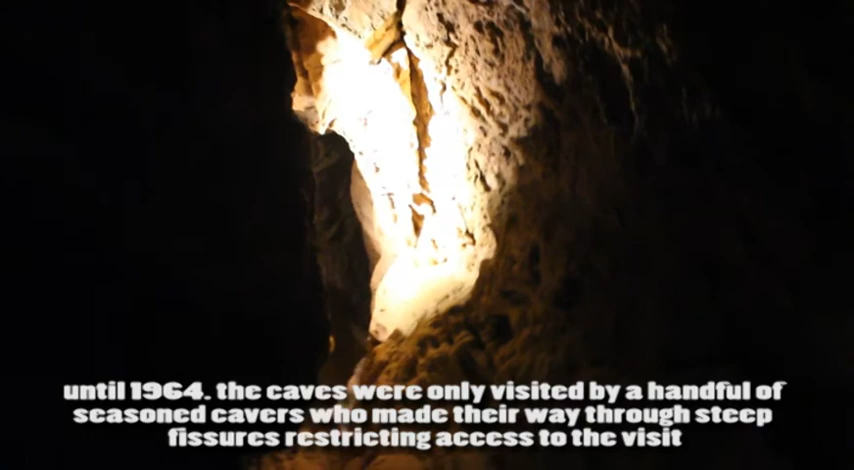 until 1964. the caves were only visited by a handful of
seasoned cavers who made their way through steep
fissures restricting access to the visit